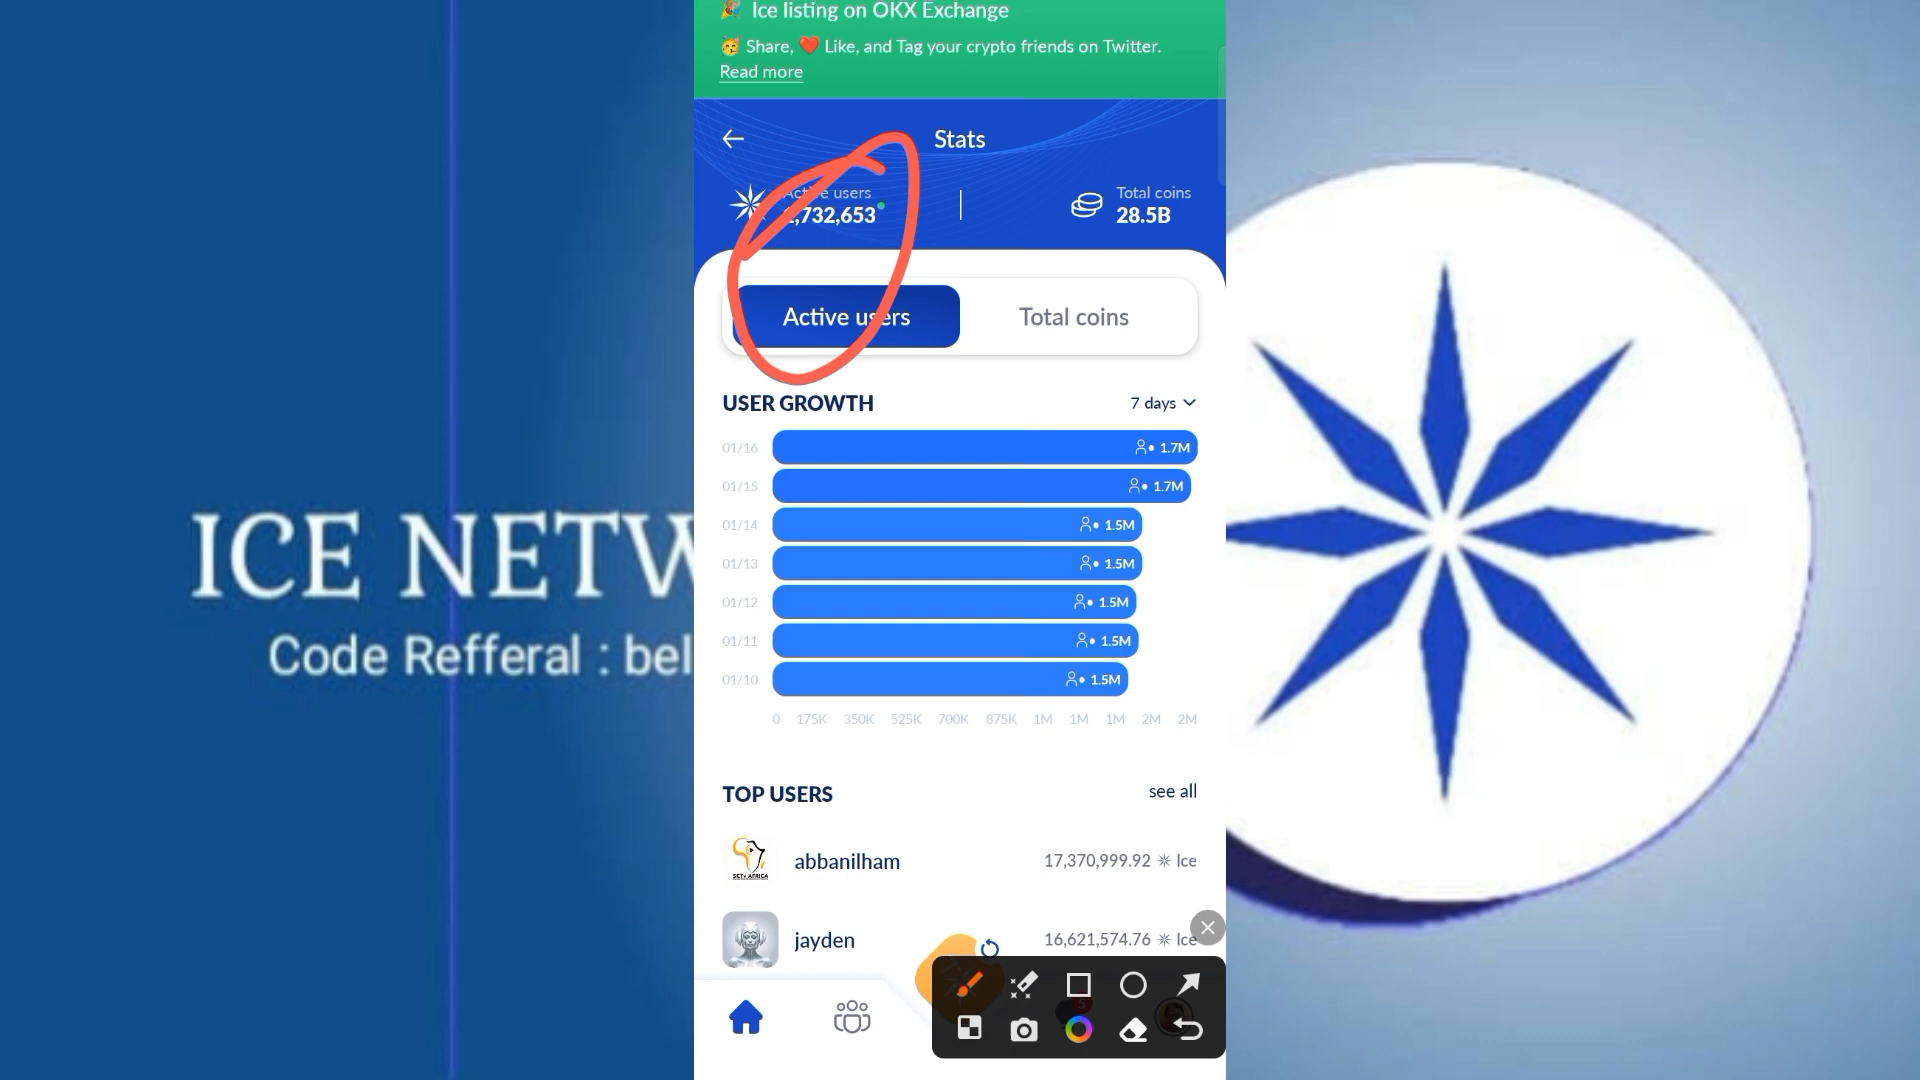 Ice listing on OKX Exchange
Share, ❤️ Like, and Tag your crypto friends on Twitter.
Read more
Stats
Active users
,732,653
Total coins
28.5B
Active users
Total coins
USER GROWTH
7 days
01/16 1.7M
01/15 1.7M
01/14 1.5M
01/13 1.5M
01/12 1.5M
01/11 1.5M
01/10 1.5M
0 175K 350K 525K 700K 875K 1M 1M 1M 2M 2M
TOP USERS
see all
SCTV AFRICA
abbanilham
17,370,999.92 Ice
jayden
16,621,574.76 Ice
5
ICE NETW
Code Refferal : bel